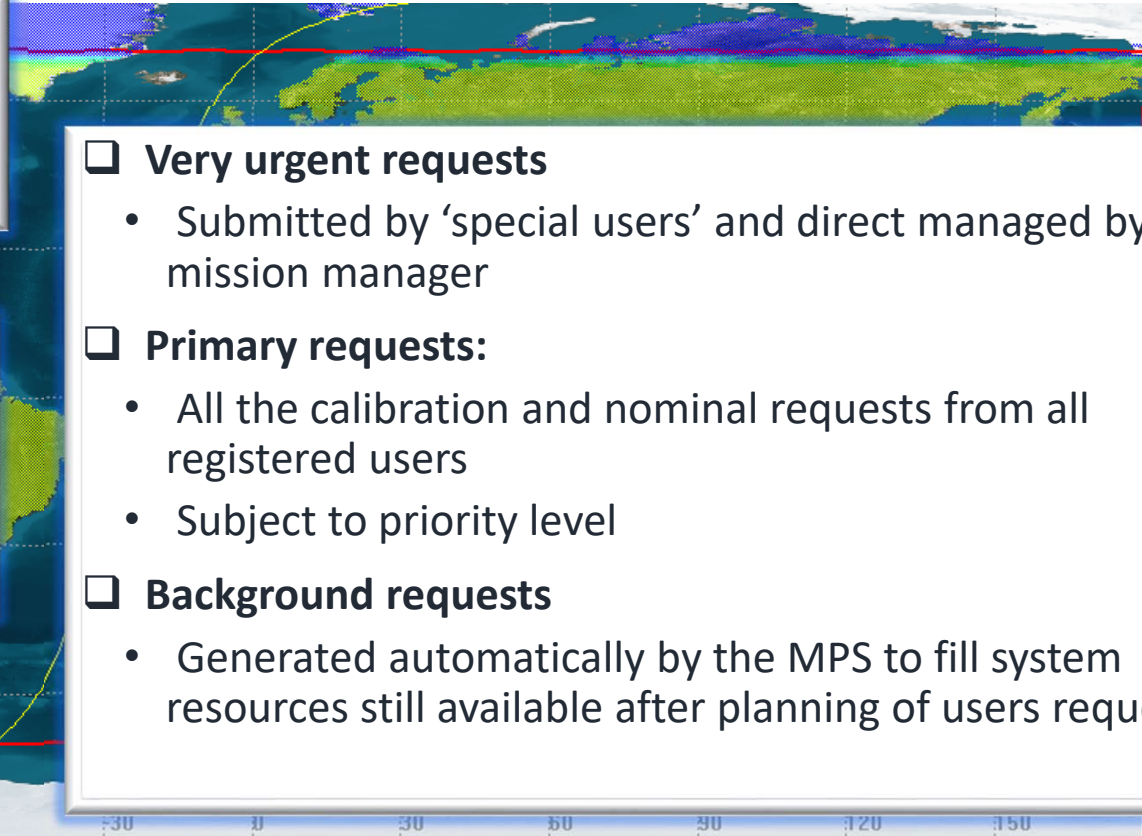 ❑ Very urgent requests
• Submitted by ‘special users’ and direct managed by
mission manager
❑ Primary requests:
• All the calibration and nominal requests from all
registered users
• Subject to priority level
❑ Background requests
• Generated automatically by the MPS to fill system
resources still available after planning of users
-30 0 30 60 90 120 150